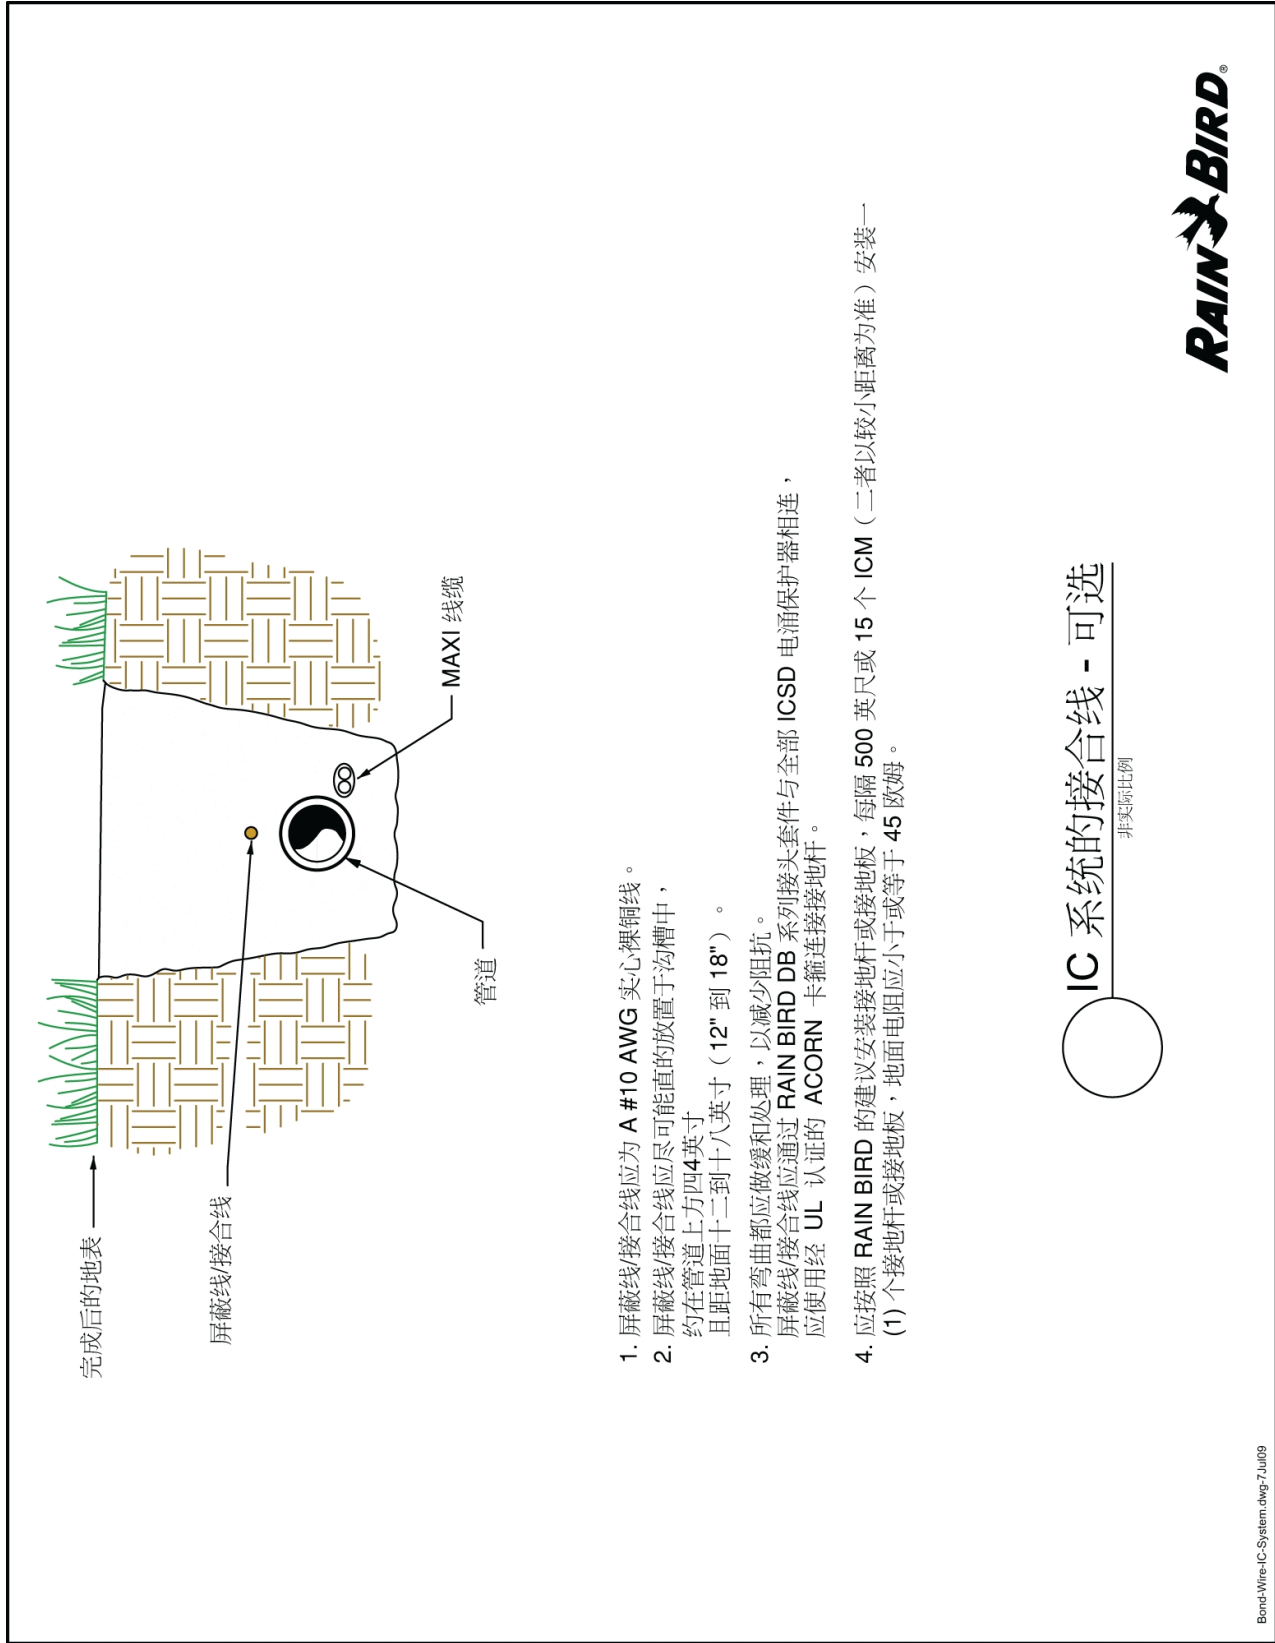 完成后的地表
屏蔽线/接合线
MAXI 线缆
管道
1. 屏蔽线/接合线应为 A #10 AWG 实心裸铜线。
2. 屏蔽线/接合线应尽可能直的放置于沟槽中，
约在管道上方四4英寸
且距地面十二到十八英寸（12" 到 18"）。
3. 所有弯曲都应做缓和处理，以减少阻抗。
屏蔽线/接合线应通过 RAIN BIRD DB 系列接头套件与全部 ICSD 电涌保护器相连，
应使用经 UL 认证的 ACORN 卡箍连接接地杆。
4. 应按照 RAIN BIRD 的建议安装接地杆或接地板，每隔 500 英尺或 15 个 ICM（二者以较小距离为准）安装一
(1) 个接地杆或接地板，地面电阻应小于或等于 45 欧姆。
IC 系统的接合线 - 可选
非实际比例
RAIN BIRD®
Bond-Wire-IC-System.dwg-7Jul09